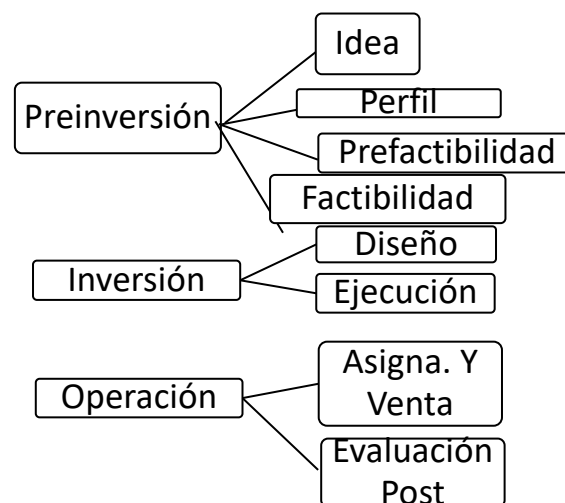 Preinversión
Idea
Perfil
Prefactibilidad
Factibilidad
Inversión
Diseño
Ejecución
Operación
Asigna. Y
Venta
Evaluación
Post